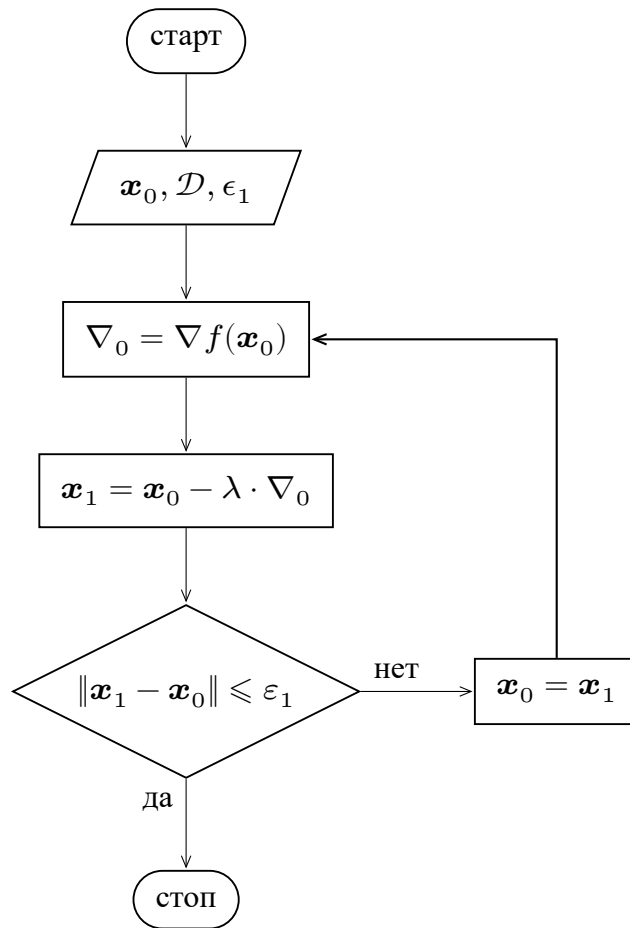 старт
𝒙₀, 𝒟, ϵ₁
∇₀ = ∇f(𝒙₀)
𝒙₁ = 𝒙₀ − λ · ∇₀
‖𝒙₁ − 𝒙₀‖ ⩽ ε₁
нет
𝒙₀ = 𝒙₁
да
стоп